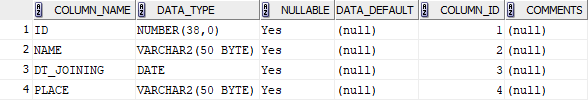 COLUMN_NAME DATA_TYPE NULLABLE DATA_DEFAULT COLUMN_ID COMMENTS
1 ID NUMBER(38,0) Yes (null) 1 (null)
2 NAME VARCHAR2(50 BYTE) Yes (null) 2 (null)
3 DT_JOINING DATE Yes (null) 3 (null)
4 PLACE VARCHAR2(50 BYTE) Yes (null) 4 (null)